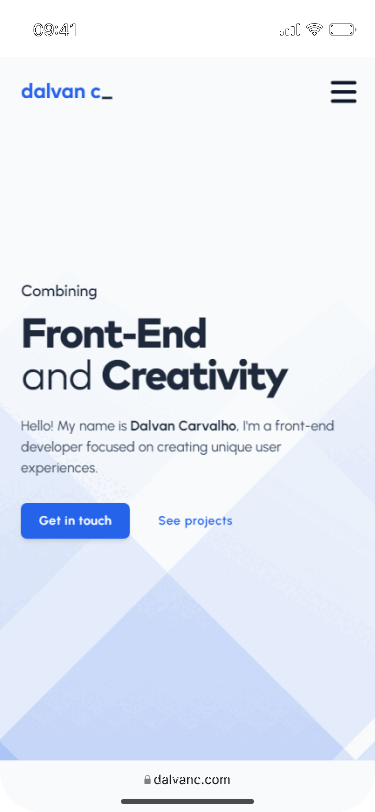 09:41
dalvan c_
Combining
Front-End
and Creativity
Hello! My name is Dalvan Carvalho, I'm a front-end
developer focused on creating unique user
experiences.
Get in touch
See projects
dalvanc.com